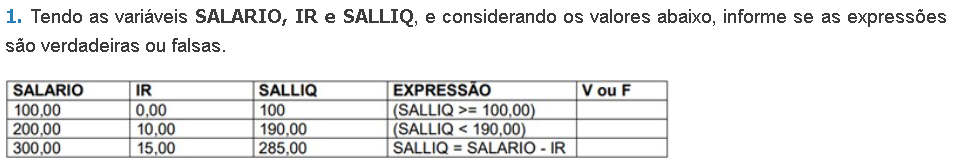 1. Tendo as variáveis SALARIO, IR e SALLIQ, e considerando os valores abaixo, informe se as expressões
são verdadeiras ou falsas.
SALARIO IR SALLIQ EXPRESSÃO V ou F
100,00 0,00 100 (SALLIQ >= 100,00)
200,00 10,00 190,00 (SALLIQ < 190,00)
300,00 15,00 285,00 SALLIQ = SALARIO - IR